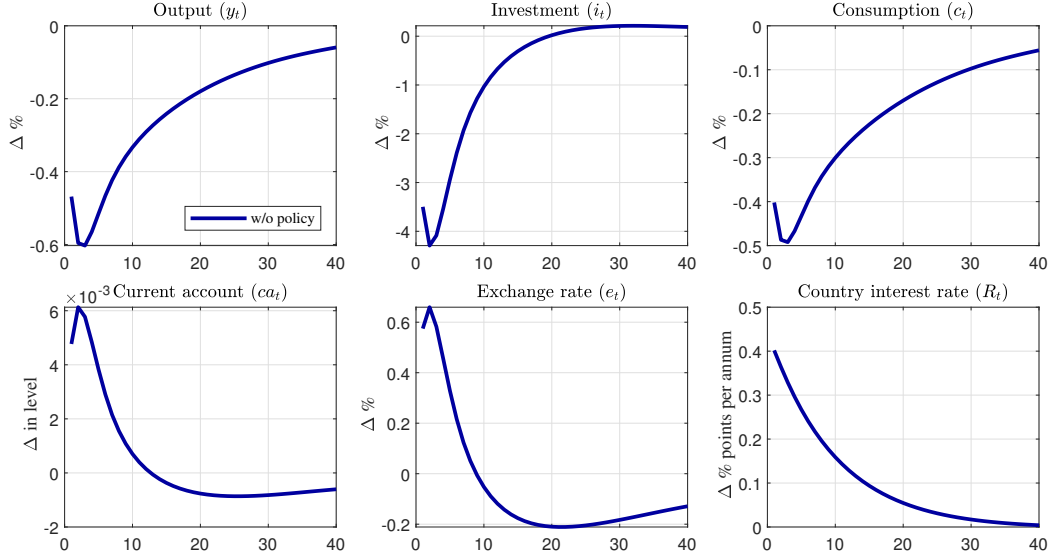 Output (y_t)
Δ %
0
-0.2
-0.4
-0.6
0 10 20 30 40
w/o policy
Investment (i_t)
Δ %
0
-1
-2
-3
-4
0 10 20 30 40
Consumption (c_t)
Δ %
0
-0.1
-0.2
-0.3
-0.4
-0.5
0 10 20 30 40
×10⁻³ Current account (ca_t)
Δ in level
6
4
2
0
-2
0 10 20 30 40
Exchange rate (e_t)
Δ %
0.6
0.4
0.2
0
-0.2
0 10 20 30 40
Country interest rate (R_t)
Δ % points per annum
0.5
0.4
0.3
0.2
0.1
0
0 10 20 30 40